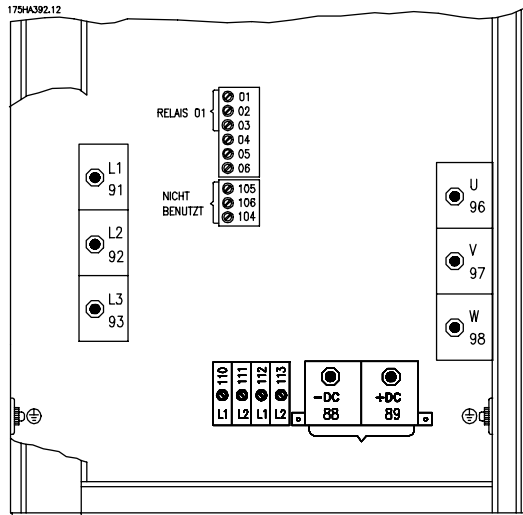 175HA392.12
RELAIS 01
01
02
03
04
05
06
NICHT
BENUTZT
105
106
104
L1
91
L2
92
L3
93
U
96
V
97
W
98
110
111
112
113
L1
L2
L1
L2
-DC
88
+DC
89